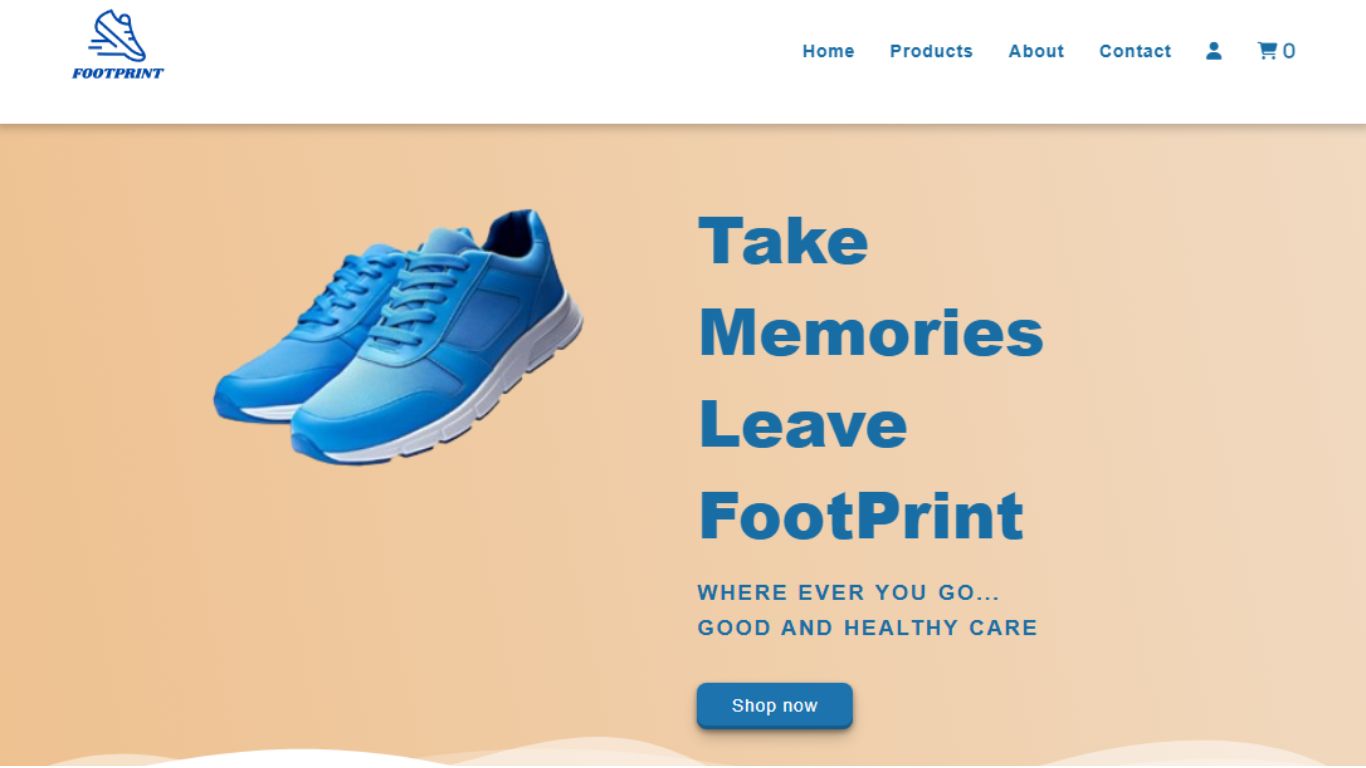 FOOTPRINT
Home Products About Contact 0
Take
Memories
Leave
FootPrint
WHERE EVER YOU GO...
GOOD AND HEALTHY CARE
Shop now